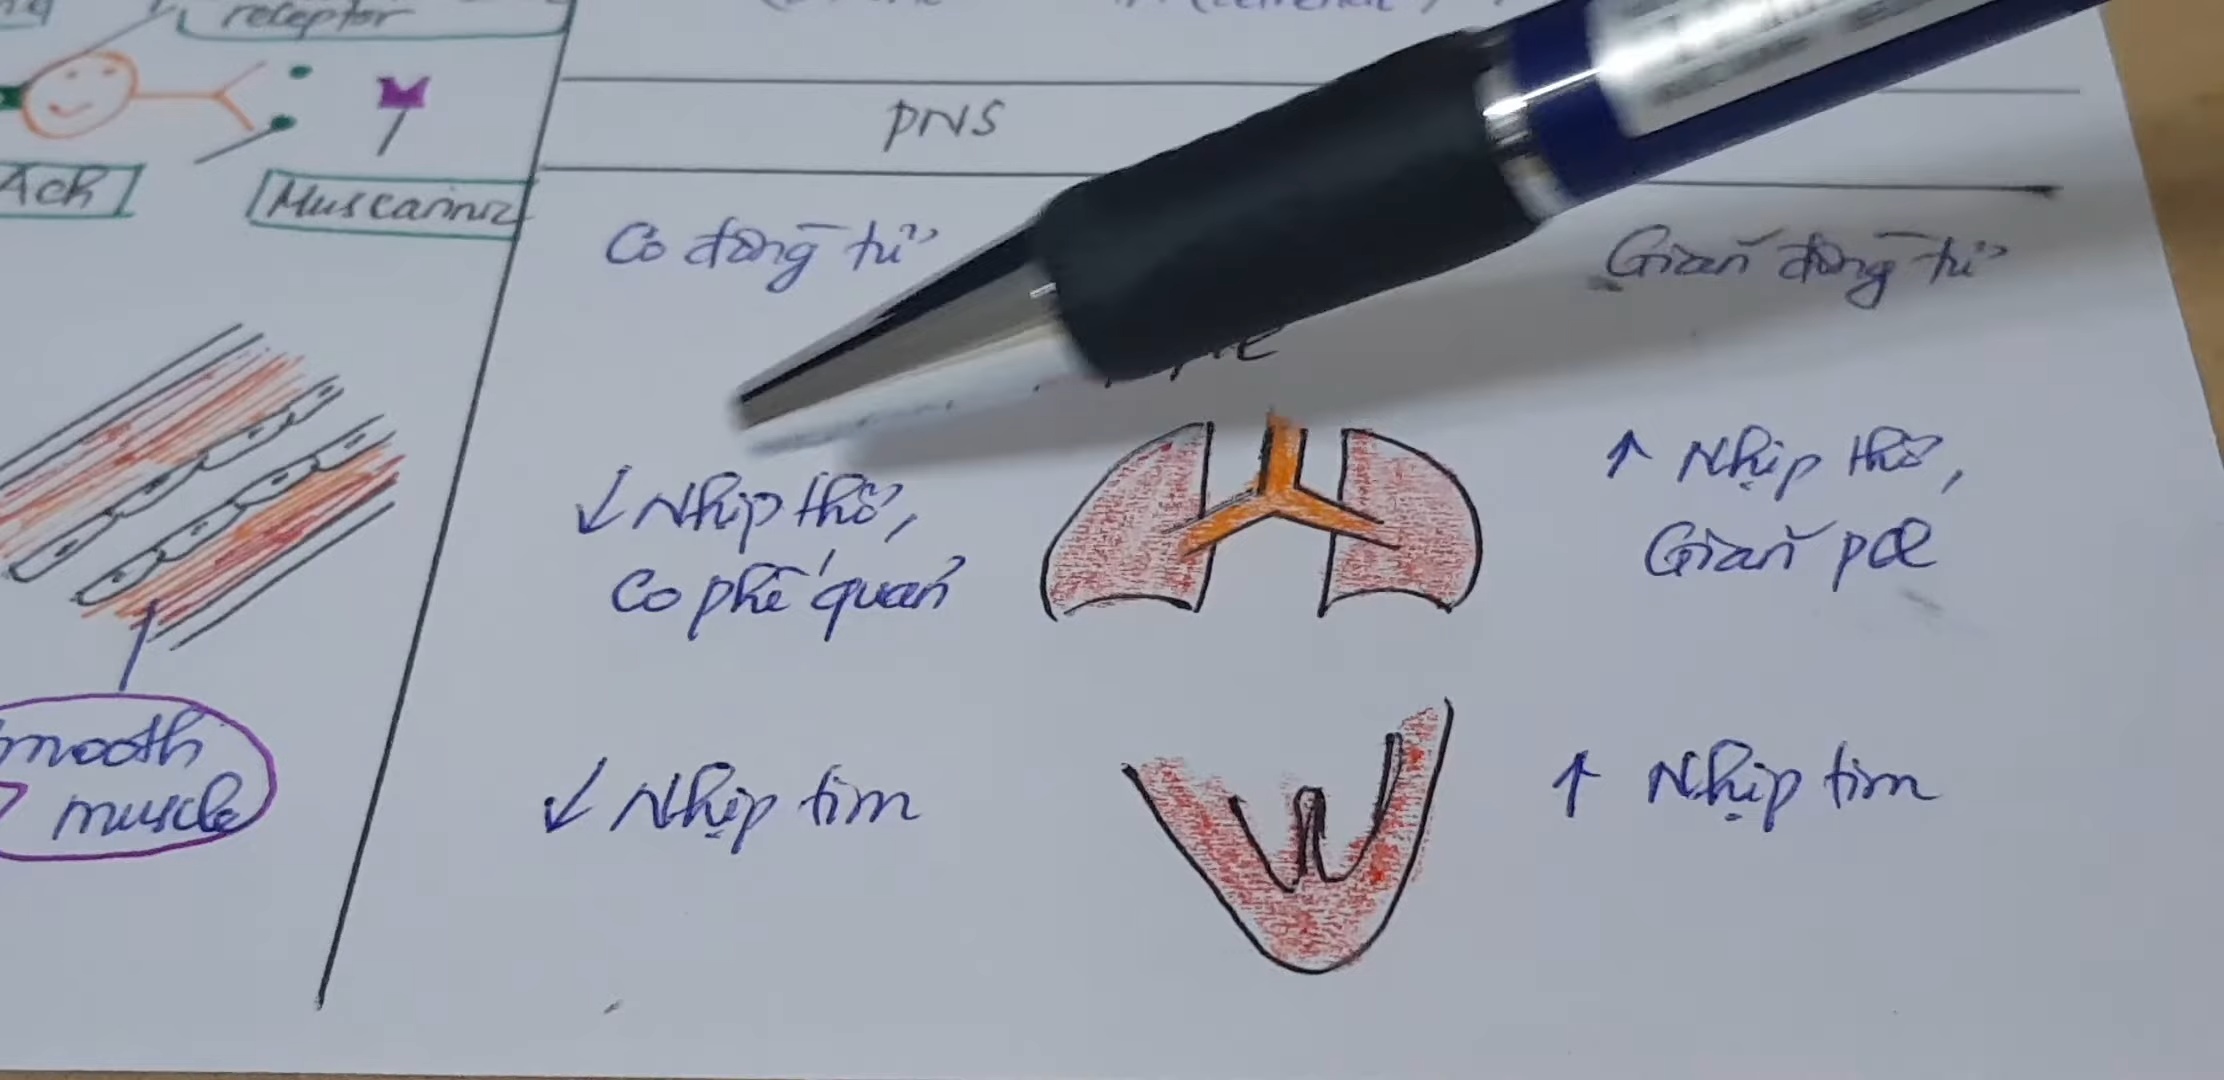 receptor
Ach
Muscarinic
PNS
Co đồng tử
Giãn đồng tử
↓ Nhịp thở,
Co phế quản
↑ Nhịp thở,
Giãn PQ
↓ Nhịp tim
↑ Nhịp tim
smooth
muscle